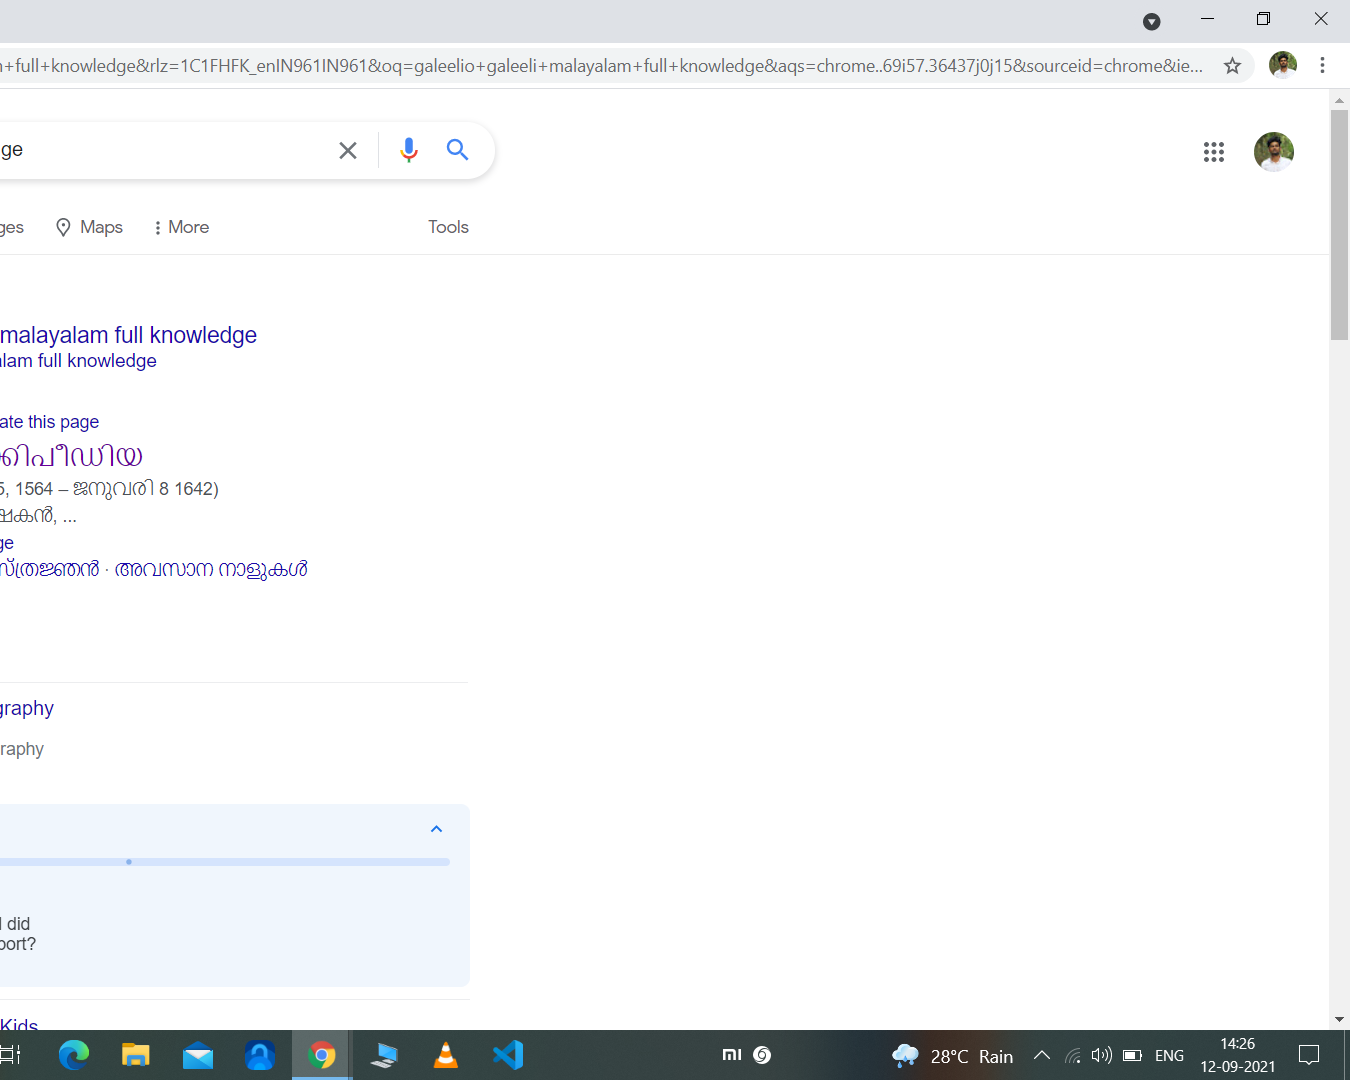 +full+knowledge&rlz=1C1FHFK_enIN961IN961&oq=galeelio+galeeli+malayalam+full+knowledge&aqs=chrome..69i57.36437j0j15&sourceid=chrome&ie...
ge
ges Maps More Tools
malayalam full knowledge
lam full knowledge
ate this page
ക്കിപീഡിയ
5, 1564 – ജനുവരി 8 1642)
ഷകൻ, ...
ge
സ്ത്രജ്ഞൻ · അവസാന നാളുകൾ
graphy
raphy
I did
port?
Kids
mi 28°C Rain ENG 14:26
12-09-2021